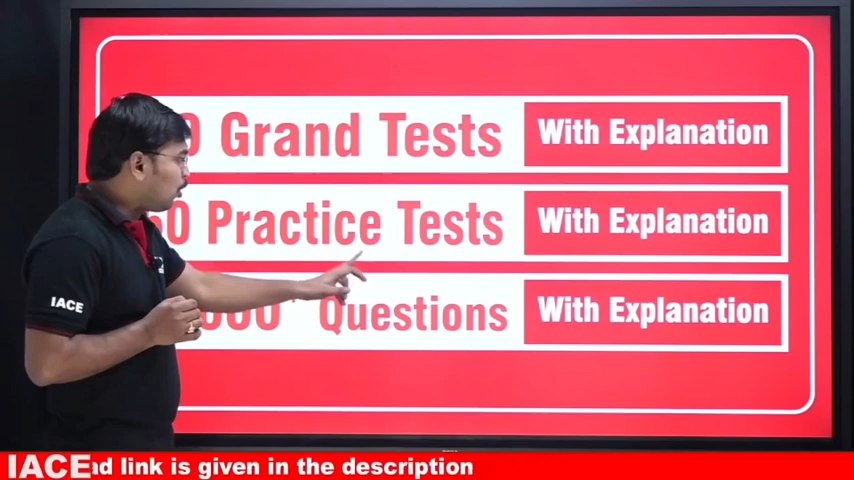 Grand Tests With Explanation
Practice Tests With Explanation
Questions With Explanation
IACE
IACE
link is given in the description